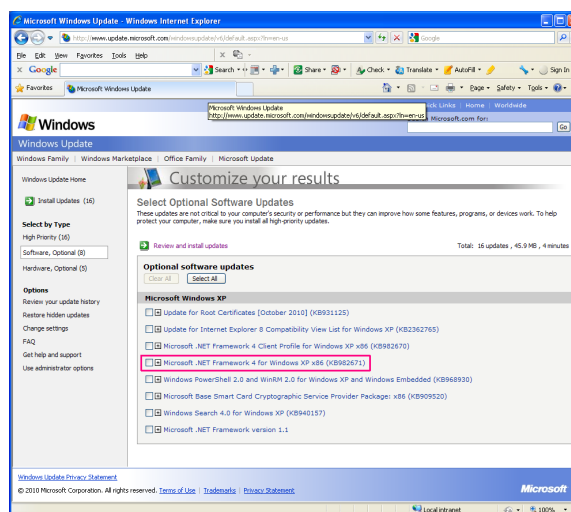 Microsoft Windows Update - Windows Internet Explorer
http://www.update.microsoft.com/windowsupdate/v6/default.aspx?ln=en-us
Google
File Edit View Favorites Tools Help
Google Search Share Check Translate AutoFill Sign In
Favorites Microsoft Windows Update Page Safety Tools
Microsoft Windows Update
http://www.update.microsoft.com/windowsupdate/v6/default.aspx?ln=en-us
ick Links | Home | Worldwide
Microsoft.com for:
Go
Windows
Windows Update
Windows Family | Windows Marketplace | Office Family | Microsoft Update
Windows Update Home
Install Updates (16)
Select by Type
High Priority (16)
Software, Optional (8)
Hardware, Optional (5)
Options
Review your update history
Restore hidden updates
Change settings
FAQ
Get help and support
Use administrator options
Customize your results
Select Optional Software Updates
These updates are not critical to your computer's security or performance but they can improve how some features, programs, or devices work. To help
protect your computer, make sure you install all high-priority updates.
Review and install updates
Total: 16 updates , 45.9 MB , 4 minutes
Optional software updates
Clear All Select All
Microsoft Windows XP
Update for Root Certificates [October 2010] (KB931125)
Update for Internet Explorer 8 Compatibility View List for Windows XP (KB2362765)
Microsoft .NET Framework 4 Client Profile for Windows XP x86 (KB982670)
Microsoft .NET Framework 4 for Windows XP x86 (KB982671)
Windows PowerShell 2.0 and WinRM 2.0 for Windows XP and Windows Embedded (KB968930)
Microsoft Base Smart Card Cryptographic Service Provider Package: x86 (KB909520)
Windows Search 4.0 for Windows XP (KB940157)
Microsoft .NET Framework version 1.1
Windows Update Privacy Statement
© 2010 Microsoft Corporation. All rights reserved. Terms of Use | Trademarks | Privacy Statement
Microsoft
Local intranet
100%